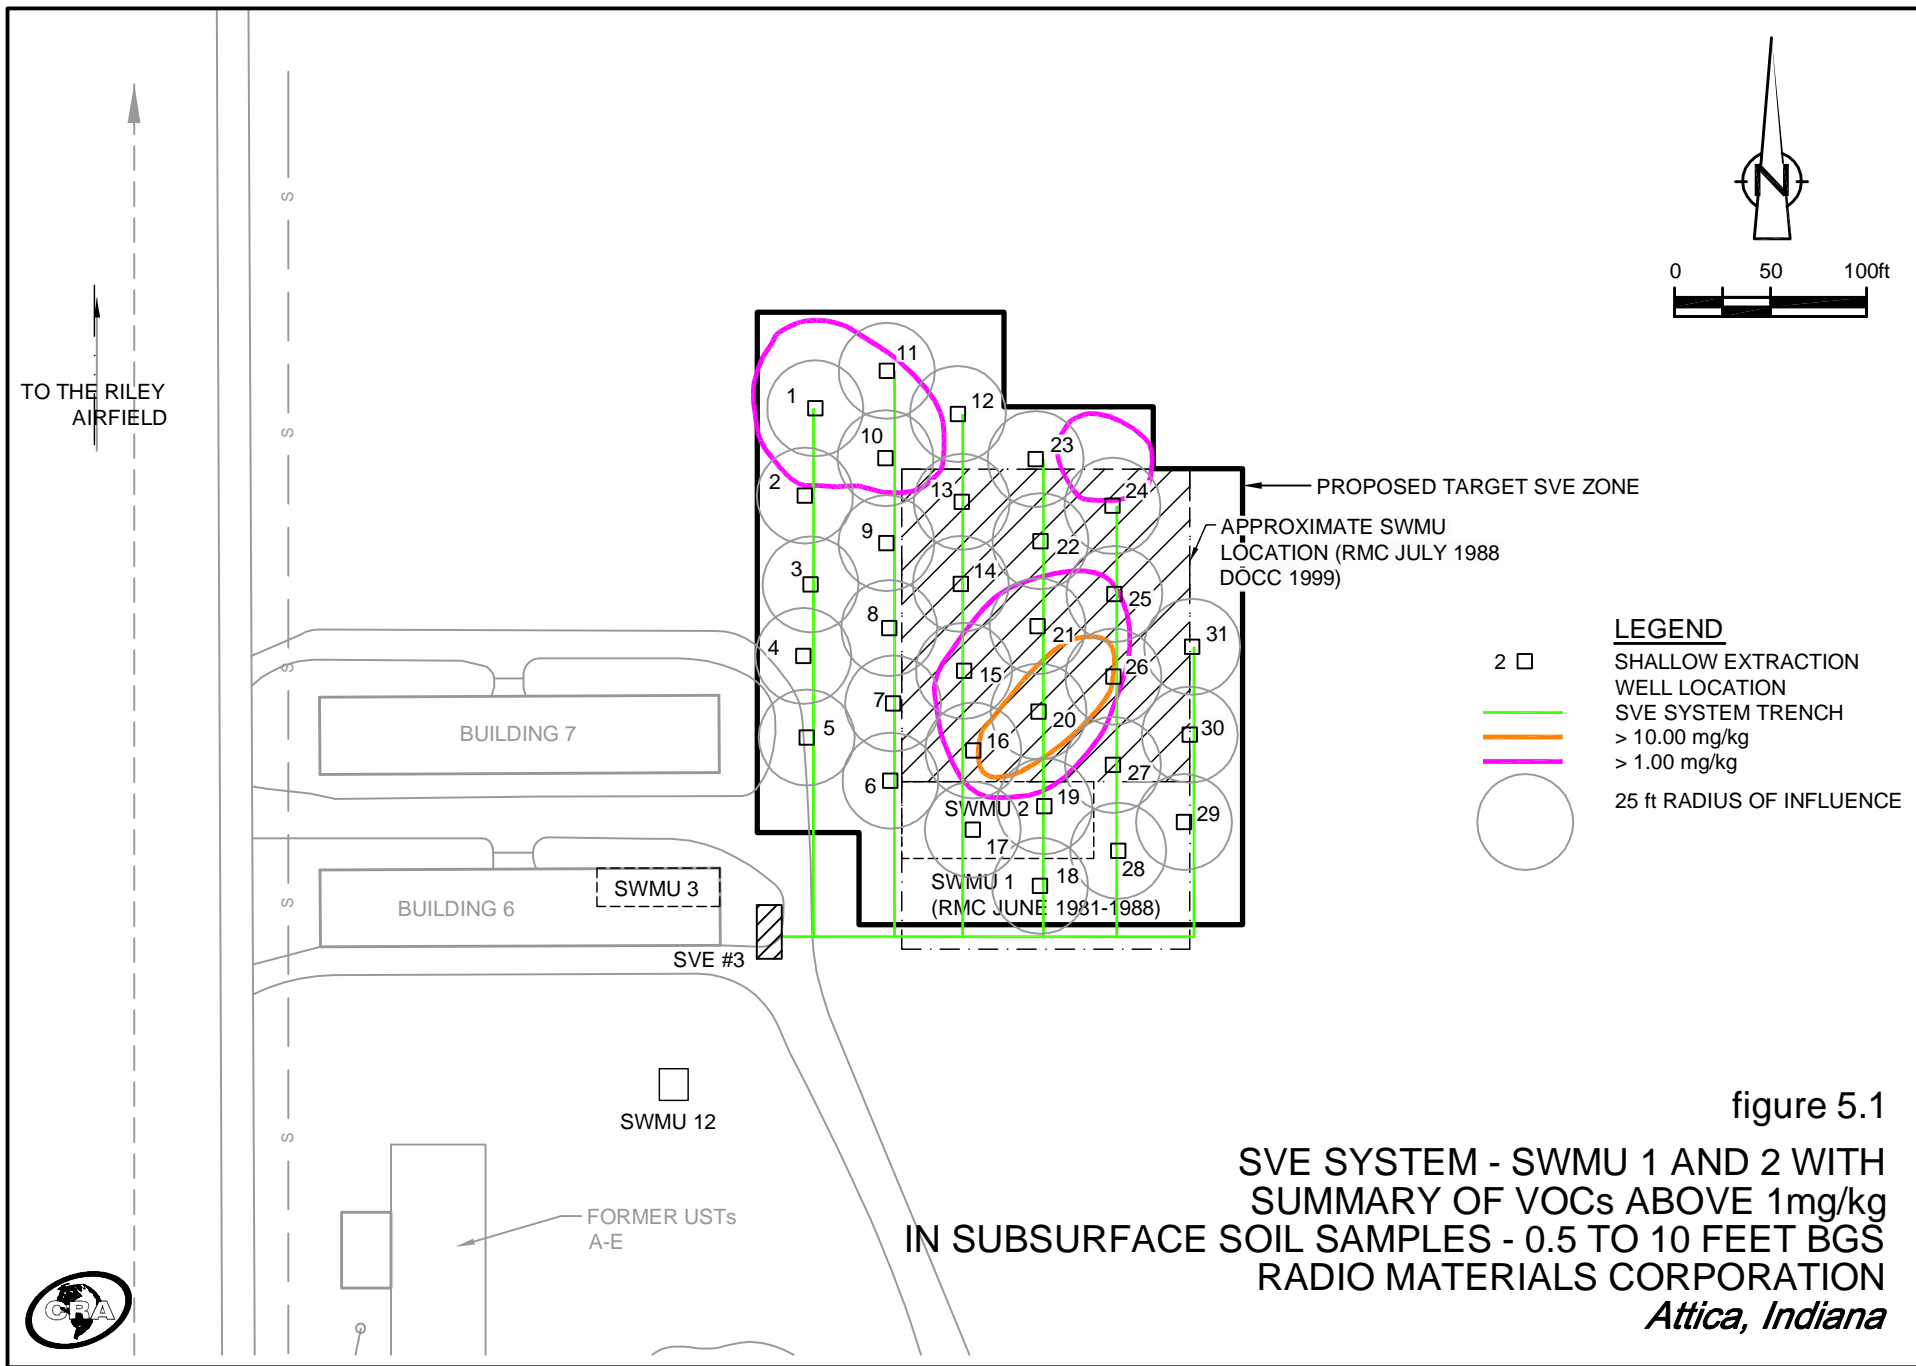 TO THE RILEY
AIRFIELD
S
S
S
S
S
N
0 50 100ft
1
2
3
4
5
6
7
8
9
10
11
12
13
14
15
16
17
18
19
20
21
22
23
24
25
26
27
28
29
30
31
PROPOSED TARGET SVE ZONE
APPROXIMATE SWMU
LOCATION (RMC JULY 1988
DOCC 1999)
SWMU 2
SWMU 1
(RMC JUNE 1981-1988)
BUILDING 7
BUILDING 6
SWMU 3
SVE #3
SWMU 12
FORMER USTs
A-E
LEGEND
2 SHALLOW EXTRACTION
WELL LOCATION
SVE SYSTEM TRENCH
> 10.00 mg/kg
> 1.00 mg/kg
25 ft RADIUS OF INFLUENCE
figure 5.1
SVE SYSTEM - SWMU 1 AND 2 WITH
SUMMARY OF VOCs ABOVE 1mg/kg
IN SUBSURFACE SOIL SAMPLES - 0.5 TO 10 FEET BGS
RADIO MATERIALS CORPORATION
Attica, Indiana
CRA